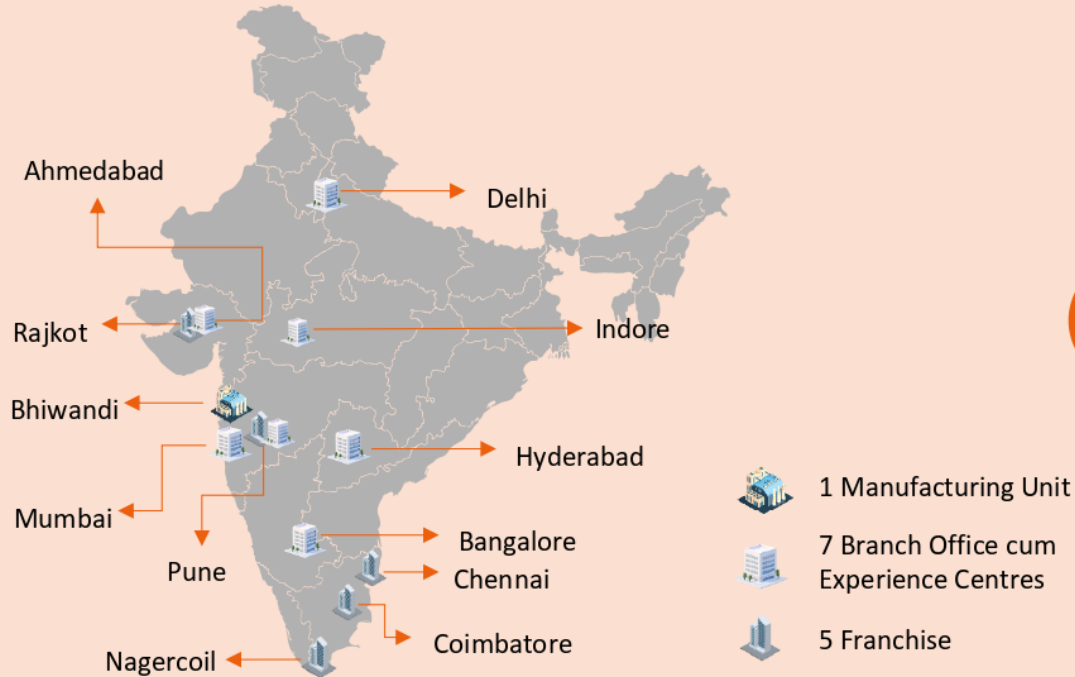 Ahmedabad
Delhi
Rajkot
Indore
Bhiwandi
Hyderabad
Mumbai
Pune
Bangalore
Chennai
Coimbatore
Nagercoil
1 Manufacturing Unit
7 Branch Office cum
Experience Centres
5 Franchise